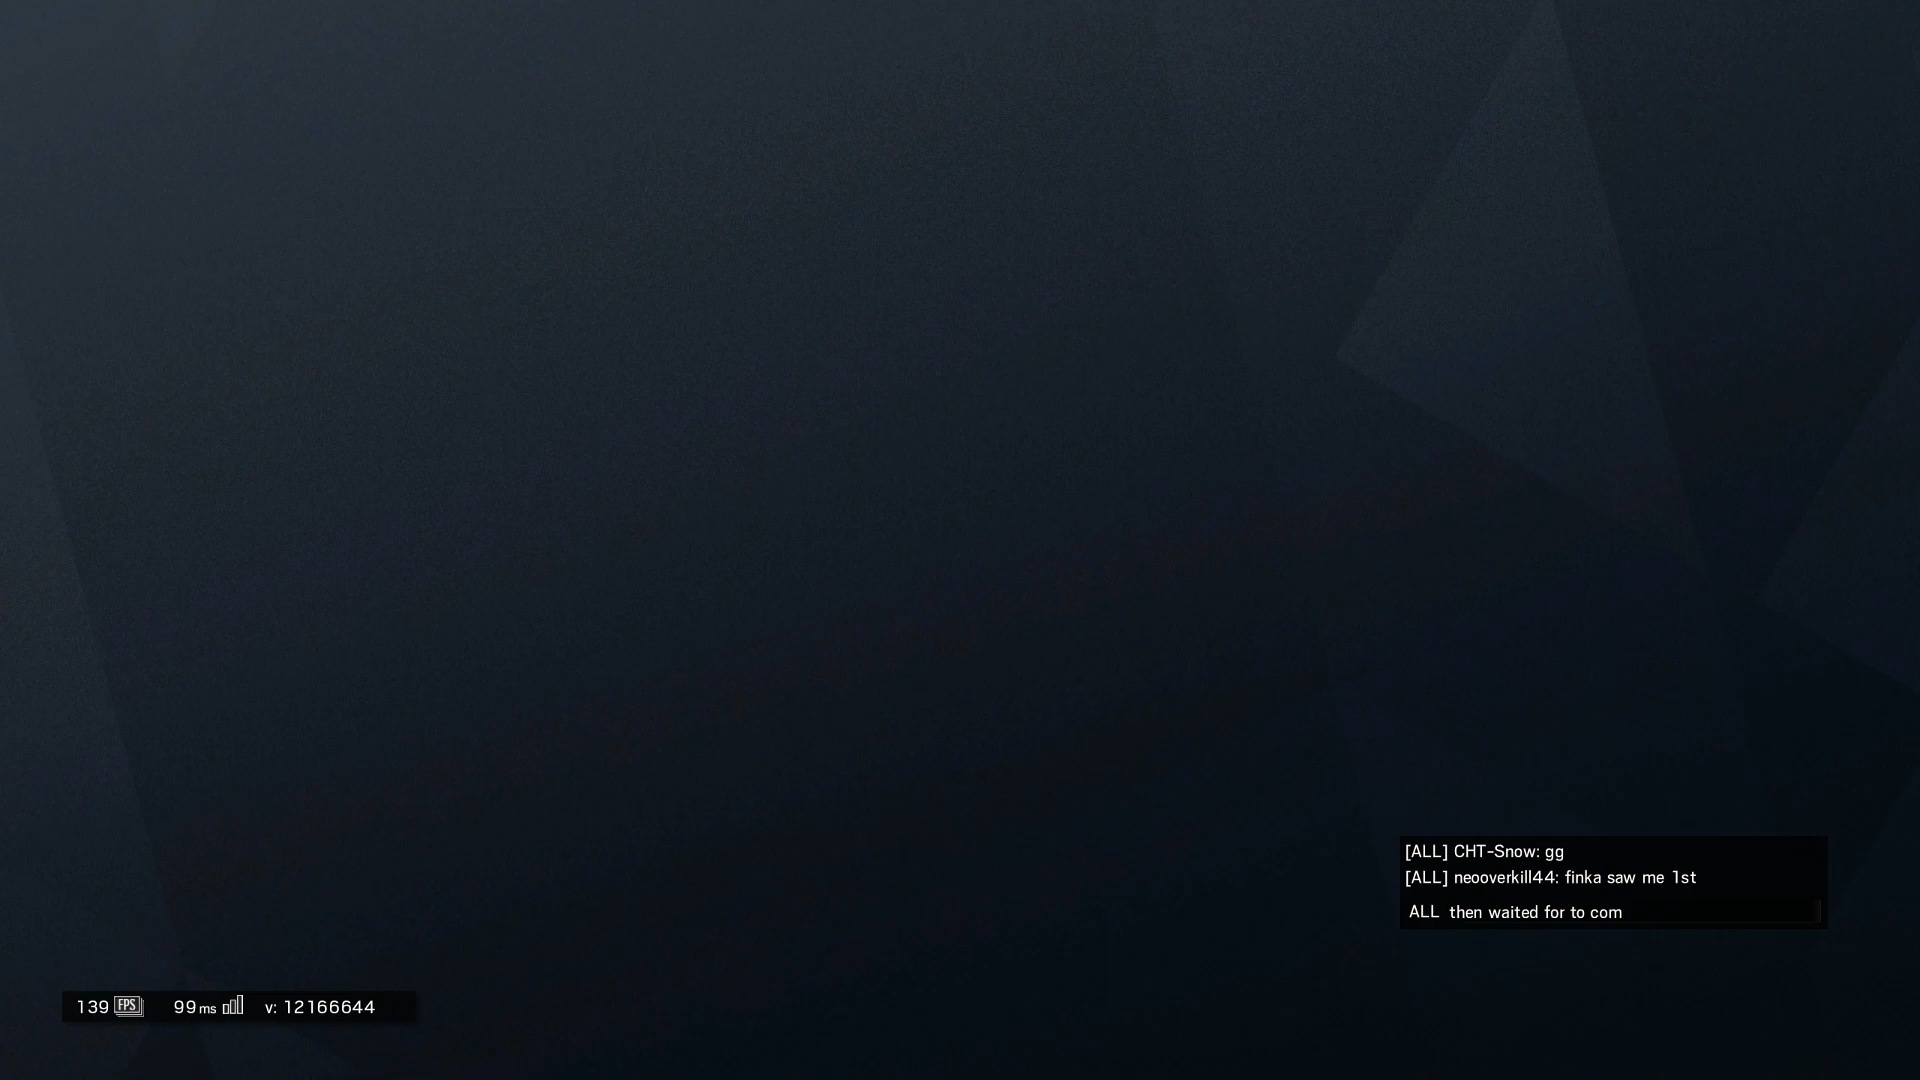 [ALL] CHT-Snow: gg
[ALL] neooverkill44: finka saw me 1st
ALL then waited for to com
139 FPS 99 ms v: 12166644